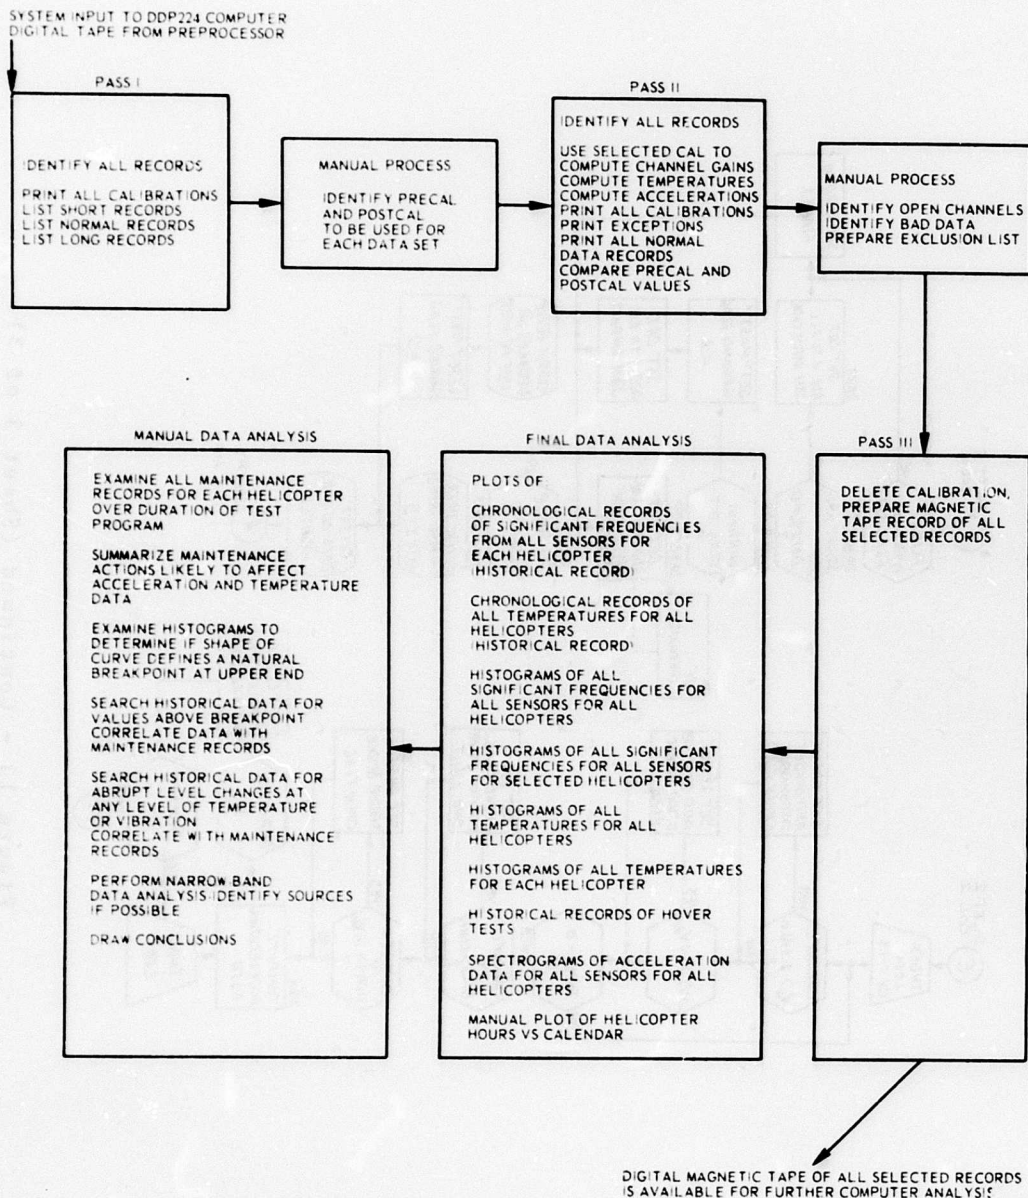 SYSTEM INPUT TO DDP224 COMPUTER
DIGITAL TAPE FROM PREPROCESSOR
PASS I
IDENTIFY ALL RECORDS
PRINT ALL CALIBRATIONS
LIST SHORT RECORDS
LIST NORMAL RECORDS
LIST LONG RECORDS
MANUAL PROCESS
IDENTIFY PRECAL
AND POSTCAL
TO BE USED FOR
EACH DATA SET
PASS II
IDENTIFY ALL RECORDS
USE SELECTED CAL TO
COMPUTE CHANNEL GAINS
COMPUTE TEMPERATURES
COMPUTE ACCELERATIONS
PRINT ALL CALIBRATIONS
PRINT EXCEPTIONS
PRINT ALL NORMAL
DATA RECORDS
COMPARE PRECAL AND
POSTCAL VALUES
MANUAL PROCESS
IDENTIFY OPEN CHANNELS
IDENTIFY BAD DATA
PREPARE EXCLUSION LIST
PASS III
DELETE CALIBRATION,
PREPARE MAGNETIC
TAPE RECORD OF ALL
SELECTED RECORDS
FINAL DATA ANALYSIS
PLOTS OF
CHRONOLOGICAL RECORDS
OF SIGNIFICANT FREQUENCIES
FROM ALL SENSORS FOR
EACH HELICOPTER
(HISTORICAL RECORD)
CHRONOLOGICAL RECORDS OF
ALL TEMPERATURES FOR ALL
HELICOPTERS
(HISTORICAL RECORD)
HISTOGRAMS OF ALL
SIGNIFICANT FREQUENCIES FOR
ALL SENSORS FOR ALL
HELICOPTERS
HISTOGRAMS OF ALL SIGNIFICANT
FREQUENCIES FOR ALL SENSORS
FOR SELECTED HELICOPTERS
HISTOGRAMS OF ALL
TEMPERATURES FOR ALL
HELICOPTERS
HISTOGRAMS OF ALL TEMPERATURES
FOR EACH HELICOPTER
HISTORICAL RECORDS OF HOVER
TESTS
SPECTROGRAMS OF ACCELERATION
DATA FOR ALL SENSORS FOR ALL
HELICOPTERS
MANUAL PLOT OF HELICOPTER
HOURS VS CALENDAR
MANUAL DATA ANALYSIS
EXAMINE ALL MAINTENANCE
RECORDS FOR EACH HELICOPTER
OVER DURATION OF TEST
PROGRAM
SUMMARIZE MAINTENANCE
ACTIONS LIKELY TO AFFECT
ACCELERATION AND TEMPERATURE
DATA
EXAMINE HISTOGRAMS TO
DETERMINE IF SHAPE OF
CURVE DEFINES A NATURAL
BREAKPOINT AT UPPER END
SEARCH HISTORICAL DATA FOR
VALUES ABOVE BREAKPOINT
CORRELATE DATA WITH
MAINTENANCE RECORDS
SEARCH HISTORICAL DATA FOR
ABRUPT LEVEL CHANGES AT
ANY LEVEL OF TEMPERATURE
OR VIBRATION
CORRELATE WITH MAINTENANCE
RECORDS
PERFORM NARROW BAND
DATA ANALYSIS-IDENTIFY SOURCES
IF POSSIBLE
DRAW CONCLUSIONS
DIGITAL MAGNETIC TAPE OF ALL SELECTED RECORDS
IS AVAILABLE FOR FURTHER COMPUTER ANALYSIS